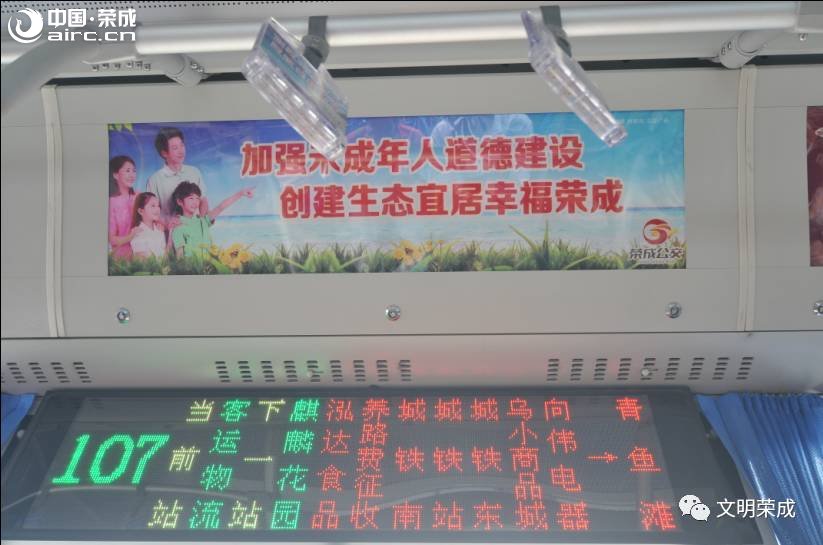 中国·荣成
airc.cn
加强未成年人道德建设
创建生态宜居幸福荣成
荣成公交
107
当前站
客运物流
下一站
麒麟花园
泓达食品
养路费征收
城铁南
城铁站
城铁东
乌小商品城
向伟电器
→
青鱼滩
文明荣成